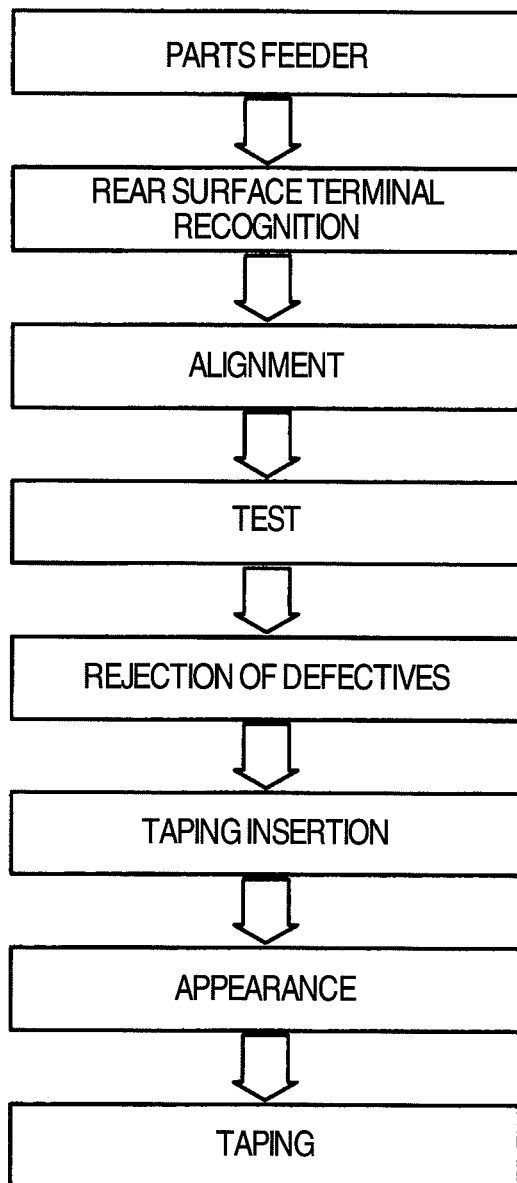 PARTS FEEDER
REAR SURFACE TERMINAL
RECOGNITION
ALIGNMENT
TEST
REJECTION OF DEFECTIVES
TAPING INSERTION
APPEARANCE
TAPING